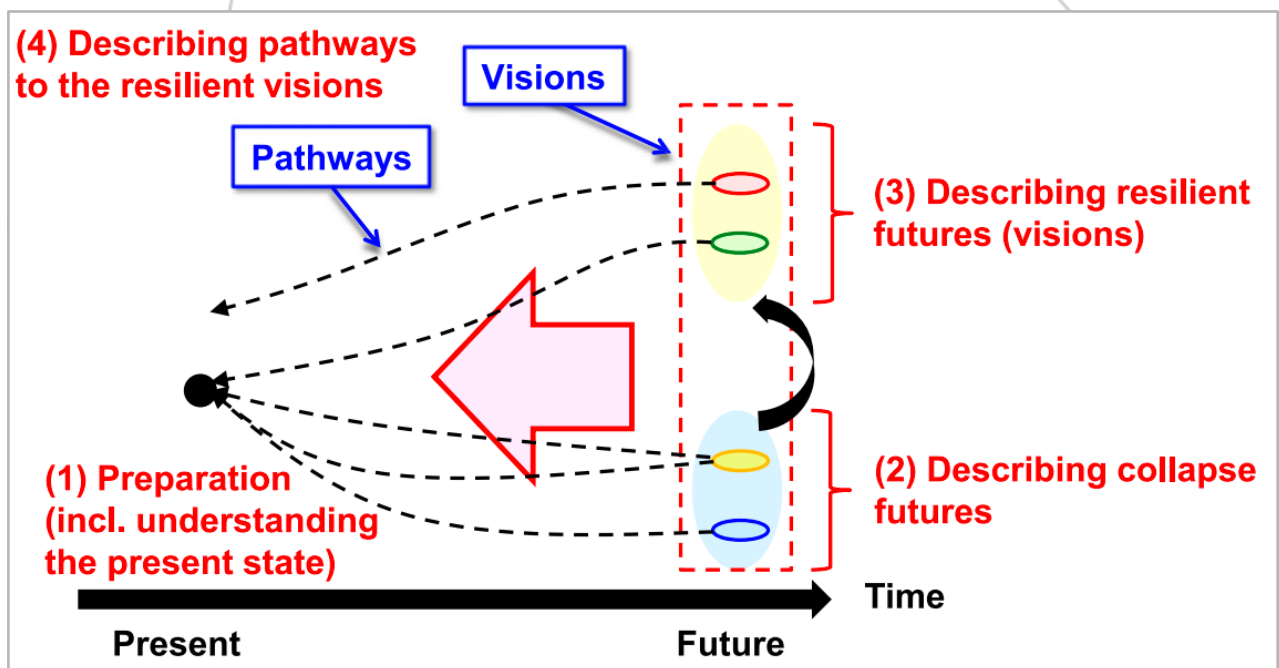 (4) Describing pathways
to the resilient visions
Visions
Pathways
(3) Describing resilient
futures (visions)
(1) Preparation
(incl. understanding
the present state)
(2) Describing collapse
futures
Time
Present
Future